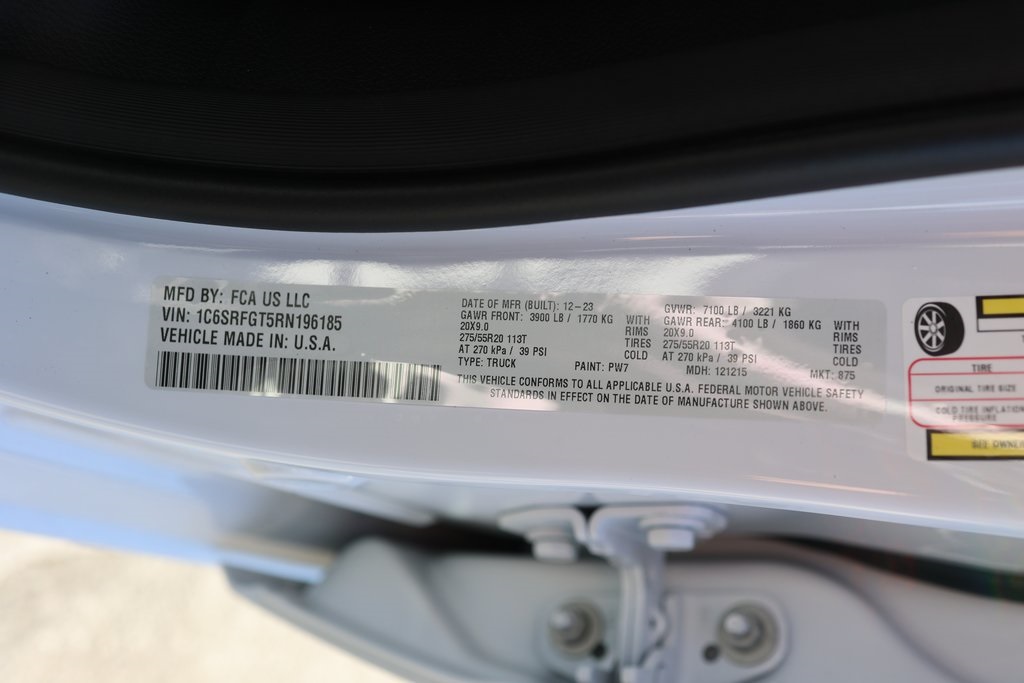 MFD BY: FCA US LLC
VIN: 1C6SRFGT5RN196185
VEHICLE MADE IN: U.S.A.
DATE OF MFR (BUILT): 12-23
GAWR FRONT: 3900 LB / 1770 KG WITH
20X9.0 RIMS
275/55R20 113T TIRES
AT 270 kPa / 39 PSI COLD
TYPE: TRUCK PAINT: PW7
GVWR: 7100 LB / 3221 KG
GAWR REAR: 4100 LB / 1860 KG WITH
20X9.0 RIMS
275/55R20 113T TIRES
AT 270 kPa / 39 PSI COLD
MDH: 121215 MKT: 875
THIS VEHICLE CONFORMS TO ALL APPLICABLE U.S.A. FEDERAL MOTOR VEHICLE SAFETY
STANDARDS IN EFFECT ON THE DATE OF MANUFACTURE SHOWN ABOVE.
TIRE
ORIGINAL TIRE SIZE
COLD TIRE INFLATION
PRESSURE
SEE OWNER